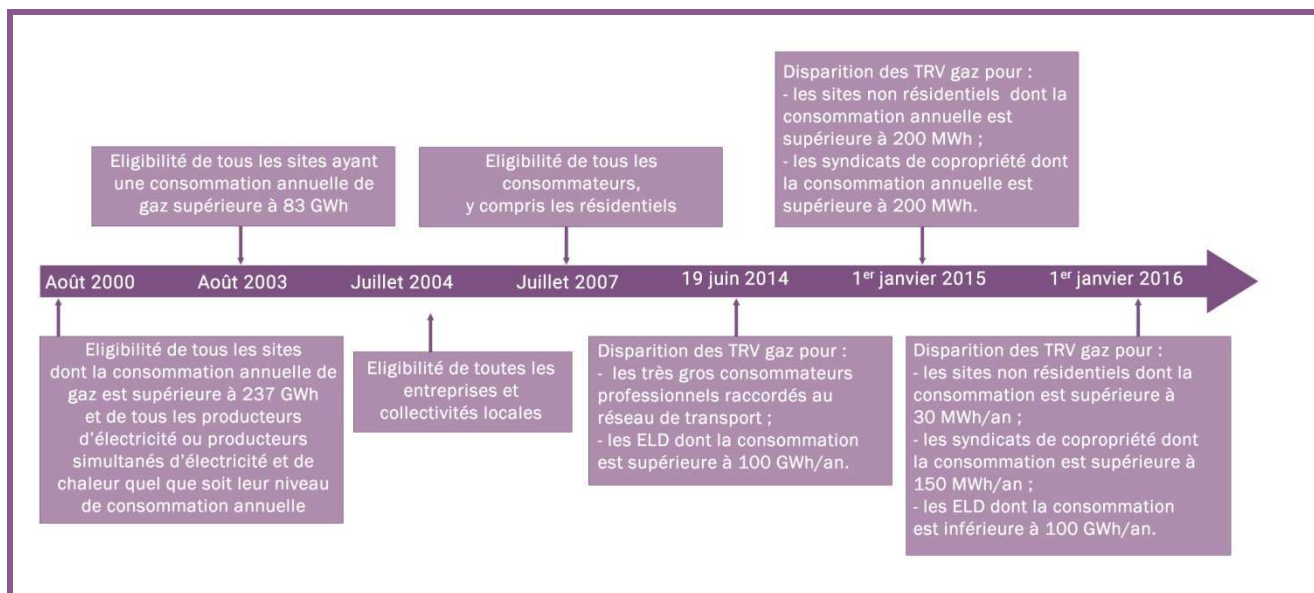 Disparition des TRV gaz pour :
- les sites non résidentiels  dont la
consommation annuelle est
supérieure à 200 MWh ;
- les syndicats de copropriété dont
la consommation annuelle est
supérieure à 200 MWh.
Eligibilité de tous les sites ayant
une consommation annuelle de
gaz supérieure à 83 GWh
Eligibilité de tous les
consommateurs,
y compris les résidentiels
Août 2000
Août 2003
Juillet 2004
Juillet 2007
19 juin 2014
1er janvier 2015
1er janvier 2016
Eligibilité de tous les sites
dont la consommation annuelle de
gaz est supérieure à 237 GWh
et de tous les producteurs
d'électricité ou producteurs
simultanés d'électricité et de
chaleur quel que soit leur niveau
de consommation annuelle
Eligibilité de toutes les
entreprises et
collectivités locales
Disparition des TRV gaz pour :
- les très gros consommateurs
professionnels raccordés au
réseau de transport ;
- les ELD dont la consommation
est supérieure à 100 GWh/an.
Disparition des TRV gaz pour :
- les sites non résidentiels dont la
consommation est supérieure à
30 MWh/an ;
- les syndicats de copropriété dont
la consommation est supérieure à
150 MWh/an ;
- les ELD dont la consommation
est inférieure à 100 GWh/an.